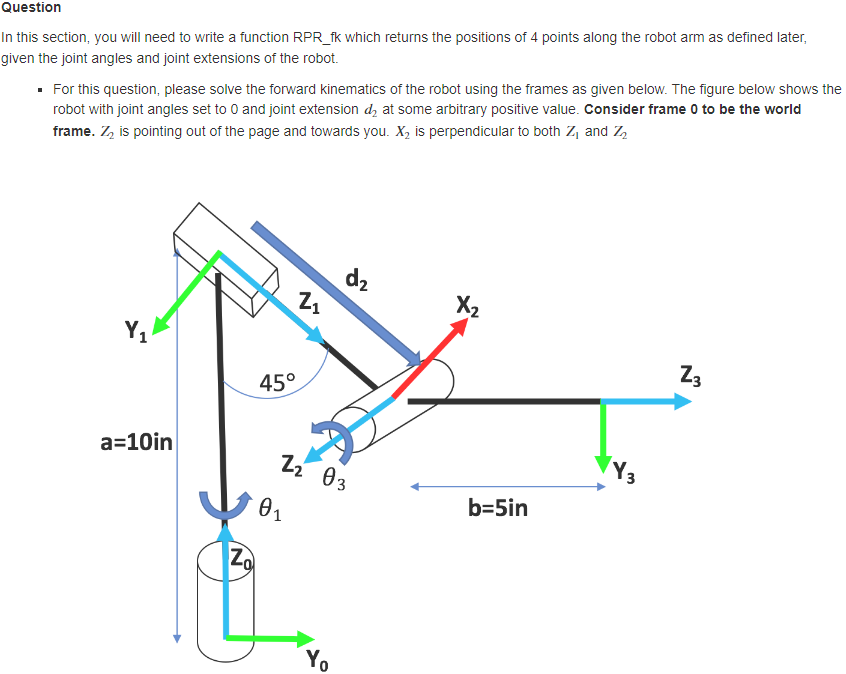 Question
In this section, you will need to write a function RPR_fk which returns the positions of 4 points along the robot arm as defined later,
given the joint angles and joint extensions of the robot.
▪ For this question, please solve the forward kinematics of the robot using the frames as given below. The figure below shows the
robot with joint angles set to 0 and joint extension d₂ at some arbitrary positive value. Consider frame 0 to be the world
frame. Z₂ is pointing out of the page and towards you. X₂ is perpendicular to both Z₁ and Z₂
d₂
Z₁
X₂
Y₁
45°
Z₃
a=10in
Z₂
θ₃
Y₃
θ₁
b=5in
Z₀
Y₀